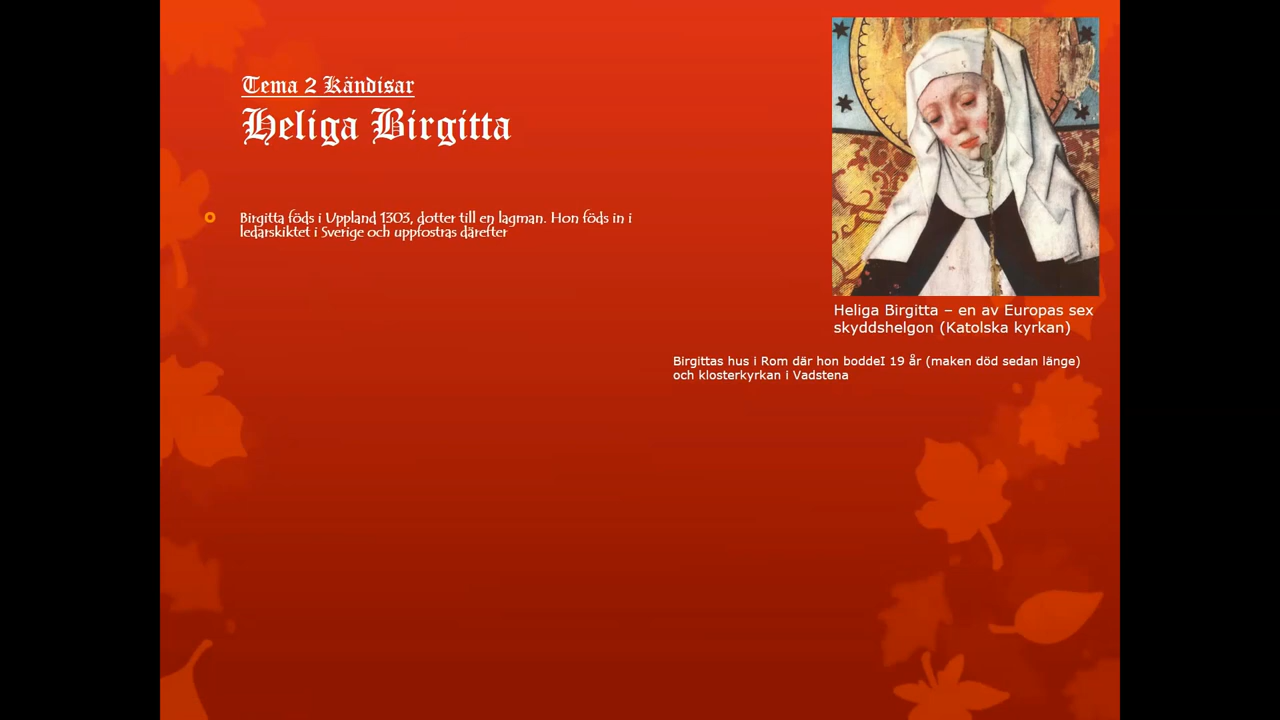 Tema 2 Kändisar
Heliga Birgitta
Birgitta föds i Uppland 1303, dotter till en lagman. Hon föds in i
ledarskiktet i Sverige och uppfostras därefter
Heliga Birgitta – en av Europas sex
skyddshelgon (Katolska kyrkan)
Birgittas hus i Rom där hon boddeI 19 år (maken död sedan länge)
och klosterkyrkan i Vadstena